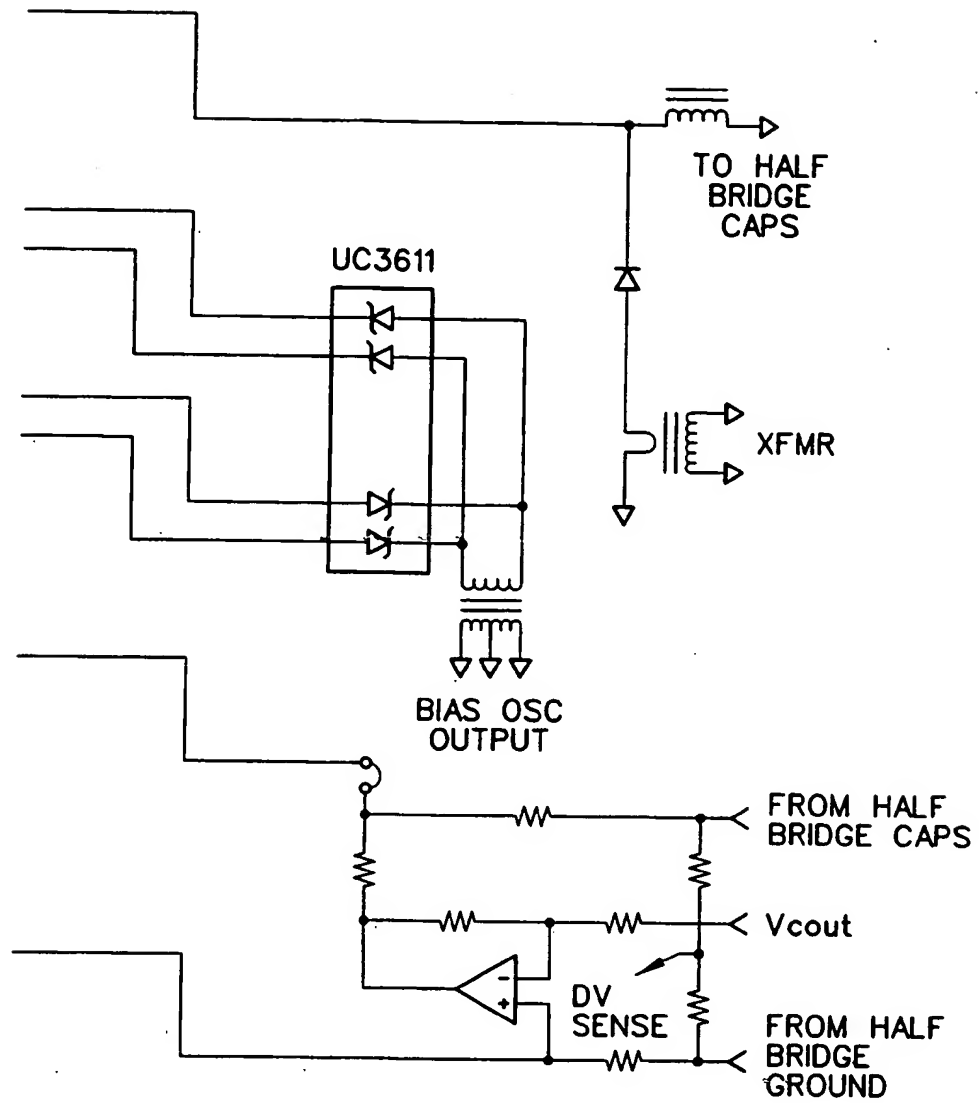 TO HALF
BRIDGE
CAPS
UC3611
XFMR
BIAS OSC
OUTPUT
FROM HALF
BRIDGE CAPS
Vcout
-
+
DV
SENSE
FROM HALF
BRIDGE
GROUND